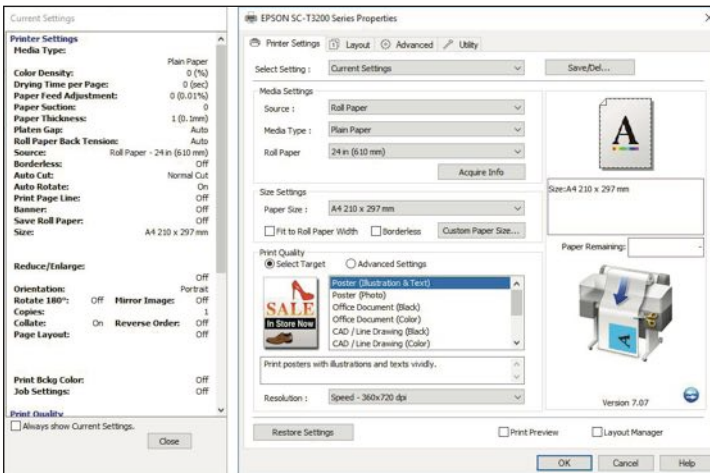 Current Settings
Printer Settings
Media Type:
Plain Paper
Color Density: 0 (%)
Drying Time per Page: 0 (sec)
Paper Feed Adjustment: 0 (0.01%)
Paper Suction: 0
Paper Thickness: 1 (0.1mm)
Platen Gap: Auto
Roll Paper Back Tension: Auto
Source: Roll Paper - 24in (610 mm)
Borderless: Off
Auto Cut: Normal Cut
Auto Rotate: On
Print Page Line: Off
Banner: Off
Save Roll Paper: Off
Size: A4 210 x 297 mm
Reduce/Enlarge:
Off
Orientation: Portrait
Rotate 180°: Off Mirror Image: Off
Copies: 1
Collate: On Reverse Order: Off
Page Layout: Off
Print Bckg Color: Off
Job Settings: Off
Print Quality
Always show Current Settings.
Close
EPSON SC-T3200 Series Properties
Printer Settings Layout Advanced Utility
Select Setting : Current Settings Save/Del...
Media Settings
Source : Roll Paper
Media Type : Plain Paper
Roll Paper 24 in (610 mm)
Acquire Info
Size Settings
Paper Size : A4 210 x 297 mm
Fit to Roll Paper Width Borderless Custom Paper Size...
Print Quality
Select Target Advanced Settings
SALE
In Store Now
Poster (Illustration & Text)
Poster (Photo)
Office Document (Black)
Office Document (Color)
CAD / Line Drawing (Black)
CAD / Line Drawing (Color)
Print posters with illustrations and texts vividly.
Resolution : Speed - 360x720 dpi
A
Size:A4 210 x 297 mm
Paper Remaining: -
A
Version 7.07
Restore Settings Print Preview Layout Manager
OK Cancel Help